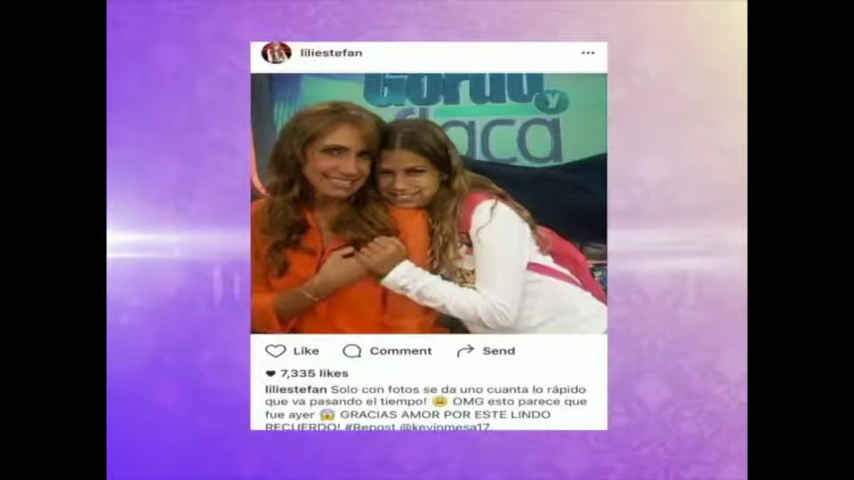 liliestefan
Gordo y
flaca
Like Comment Send
7,335 likes
liliestefan Solo con fotos se da uno cuanta lo rápido
que va pasando el tiempo! 😩 OMG esto parece que
fue ayer 😱 GRACIAS AMOR POR ESTE LINDO
RECUERDO! #Repost @kevinmesa17